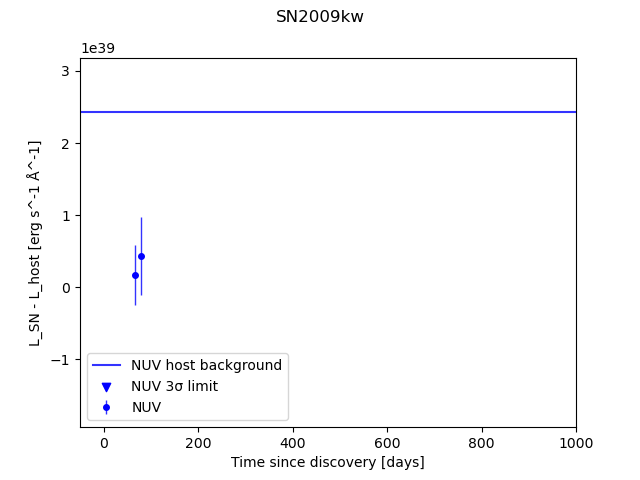 SN2009kw
1e39
3
2
1
0
−1
L_SN - L_host [erg s^-1 Å^-1]
NUV host background
NUV 3σ limit
NUV
0 200 400 600 800 1000
Time since discovery [days]